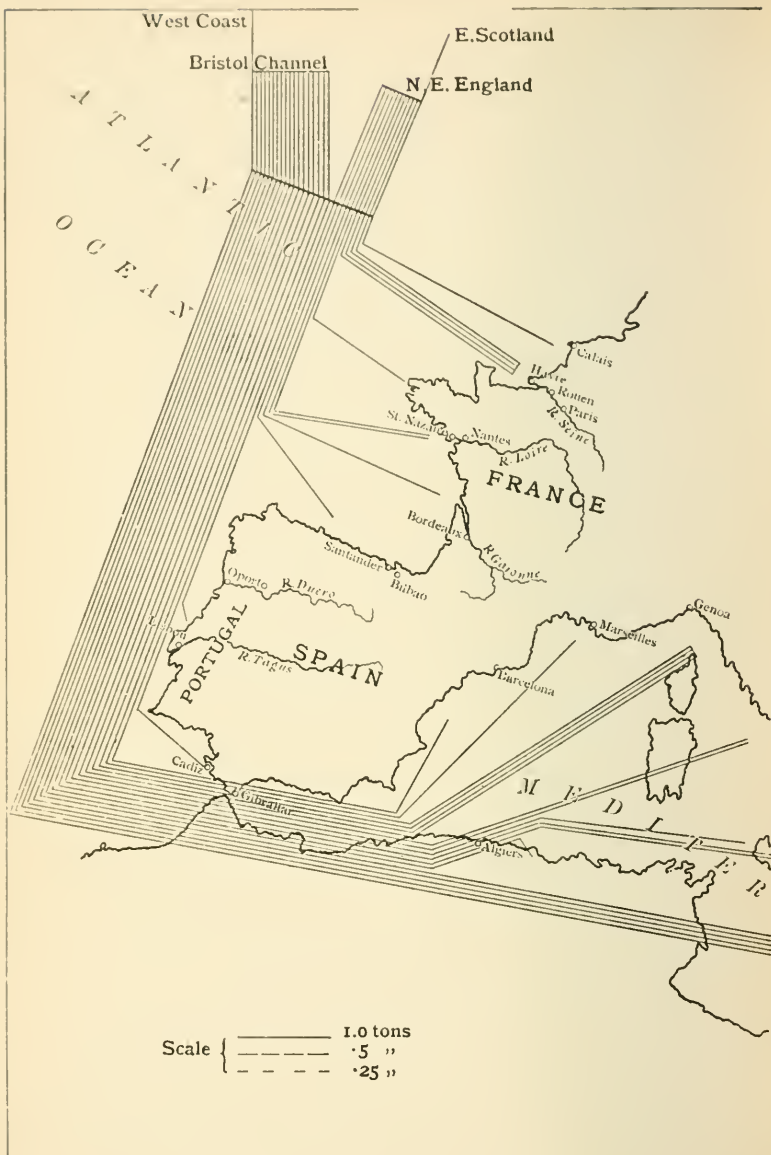 West Coast
E. Scotland
Bristol Channel
N. E. England
ATLANTIC
OCEAN
Calais
Havre
Rouen
Paris
R. Seine
St. Nazaire
Nantes
R. Loire
FRANCE
Bordeaux
R. Garonne
Santander
Bilbao
Oporto
R. Duero
Genoa
Marseilles
Lisbon
PORTUGAL
R. Tagus
SPAIN
Barcelona
Cadiz
Gibraltar
MEDITER
Algiers
Scale
1.0 tons
.5 "
.25 "